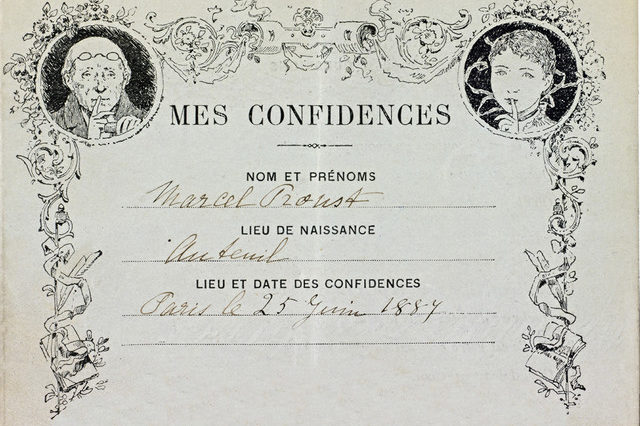 MES CONFIDENCES
NOM ET PRÉNOMS
Marcel Proust
LIEU DE NAISSANCE
Auteuil
LIEU ET DATE DES CONFIDENCES
Paris le 25 Juin 1887